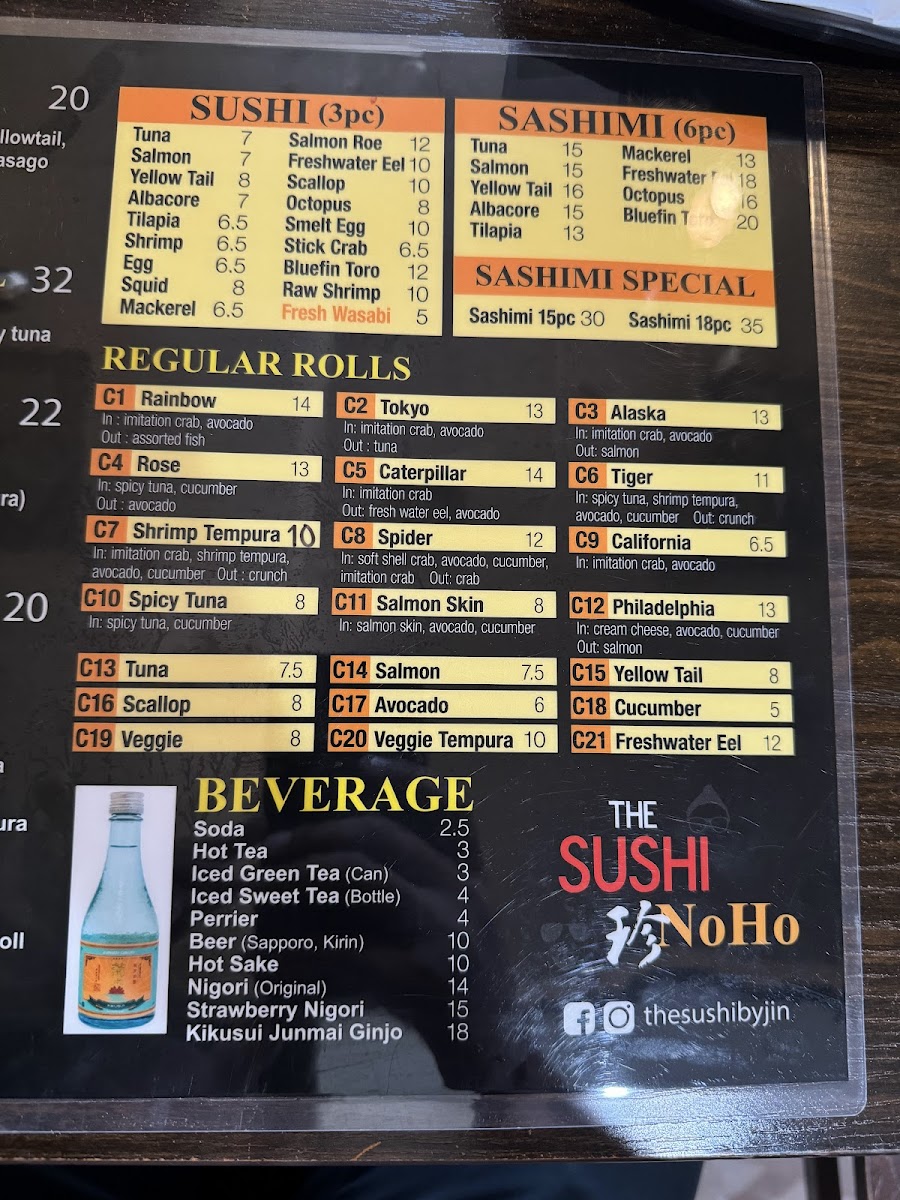 20
llowtail,
asago
32
y tuna
22
ra)
20
a
ura
oll
SUSHI (3pc)
Tuna 7
Salmon 7
Yellow Tail 8
Albacore 7
Tilapia 6.5
Shrimp 6.5
Egg 6.5
Squid 8
Mackerel 6.5
Salmon Roe 12
Freshwater Eel 10
Scallop 10
Octopus 8
Smelt Egg 10
Stick Crab 6.5
Bluefin Toro 12
Raw Shrimp 10
Fresh Wasabi 5
SASHIMI (6pc)
Tuna 15
Salmon 15
Yellow Tail 16
Albacore 15
Tilapia 13
Mackerel 13
Freshwater 18
Octopus 16
Bluefin Toro 20
SASHIMI SPECIAL
Sashimi 15pc 30 Sashimi 18pc 35
REGULAR ROLLS
C1 Rainbow 14
In : imitation crab, avocado
Out : assorted fish
C2 Tokyo 13
In: imitation crab, avocado
Out : tuna
C3 Alaska 13
In: imitation crab, avocado
Out: salmon
C4 Rose 13
In: spicy tuna, cucumber
Out : avocado
C5 Caterpillar 14
In: imitation crab
Out: fresh water eel, avocado
C6 Tiger 11
In: spicy tuna, shrimp tempura,
avocado, cucumber Out: crunch
C7 Shrimp Tempura 10
In: imitation crab, shrimp tempura,
avocado, cucumber Out : crunch
C8 Spider 12
In: soft shell crab, avocado, cucumber,
imitation crab Out: crab
C9 California 6.5
In: imitation crab, avocado
C10 Spicy Tuna 8
In: spicy tuna, cucumber
C11 Salmon Skin 8
In: salmon skin, avocado, cucumber
C12 Philadelphia 13
In: cream cheese, avocado, cucumber
Out: salmon
C13 Tuna 7.5
C14 Salmon 7.5
C15 Yellow Tail 8
C16 Scallop 8
C17 Avocado 6
C18 Cucumber 5
C19 Veggie 8
C20 Veggie Tempura 10
C21 Freshwater Eel 12
BEVERAGE
Soda 2.5
Hot Tea 3
Iced Green Tea (Can) 3
Iced Sweet Tea (Bottle) 4
Perrier 4
Beer (Sapporo, Kirin) 10
Hot Sake 10
Nigori (Original) 14
Strawberry Nigori 15
Kikusui Junmai Ginjo 18
THE
SUSHI
珍 NoHo
thesushibyjin